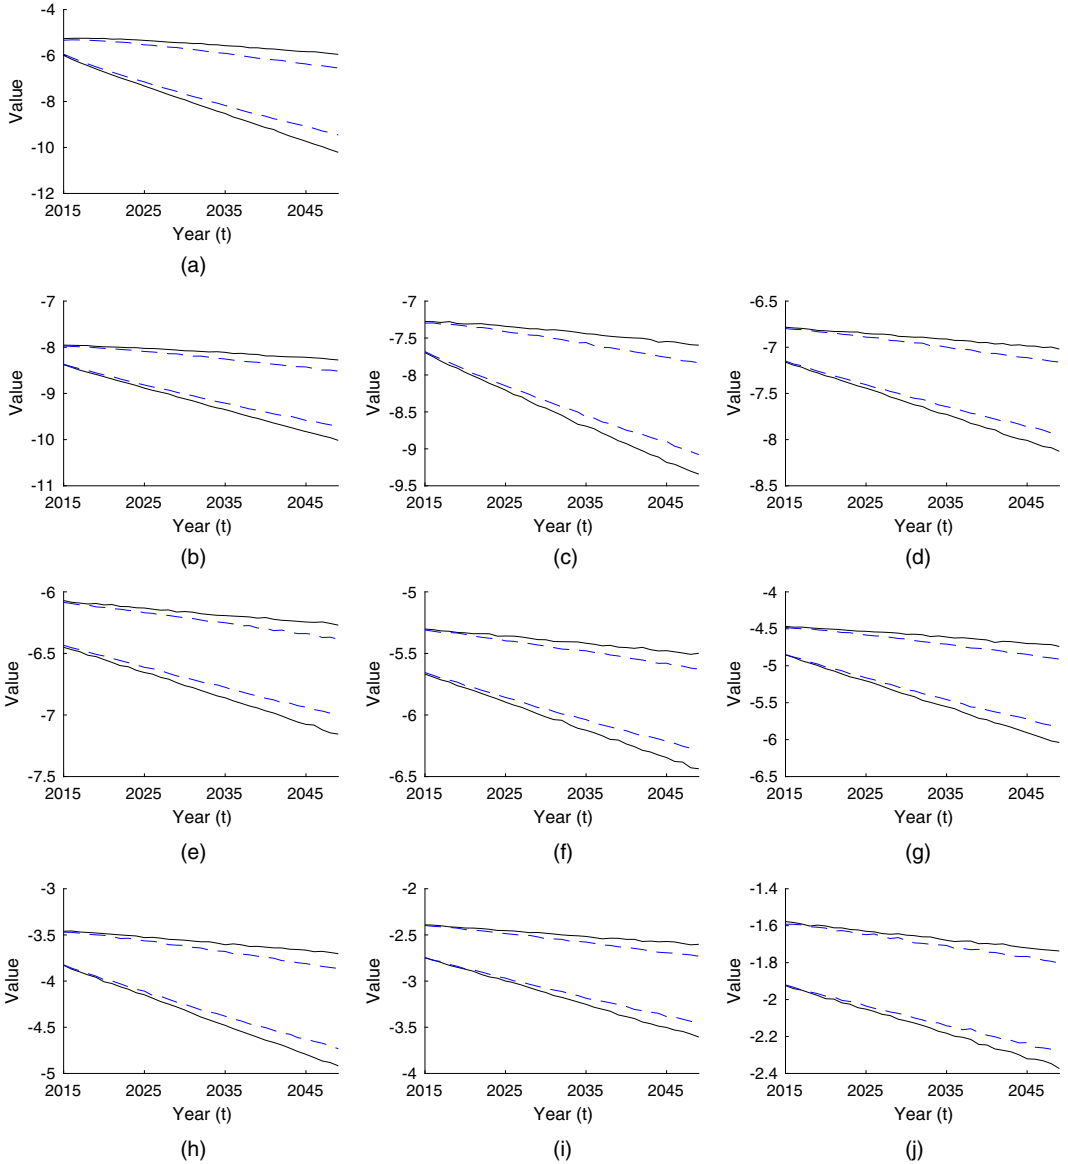 -4
-6
-8
-10
-12
Value
2015 2025 2035 2045
Year (t)
(a)
-7
-8
-9
-10
-11
Value
2015 2025 2035 2045
Year (t)
(b)
-7
-7.5
-8
-8.5
-9
-9.5
Value
2015 2025 2035 2045
Year (t)
(c)
-6.5
-7
-7.5
-8
-8.5
Value
2015 2025 2035 2045
Year (t)
(d)
-6
-6.5
-7
-7.5
Value
2015 2025 2035 2045
Year (t)
(e)
-5
-5.5
-6
-6.5
Value
2015 2025 2035 2045
Year (t)
(f)
-4
-4.5
-5
-5.5
-6
-6.5
Value
2015 2025 2035 2045
Year (t)
(g)
-3
-3.5
-4
-4.5
-5
Value
2015 2025 2035 2045
Year (t)
(h)
-2
-2.5
-3
-3.5
-4
Value
2015 2025 2035 2045
Year (t)
(i)
-1.4
-1.6
-1.8
-2
-2.2
-2.4
Value
2015 2025 2035 2045
Year (t)
(j)